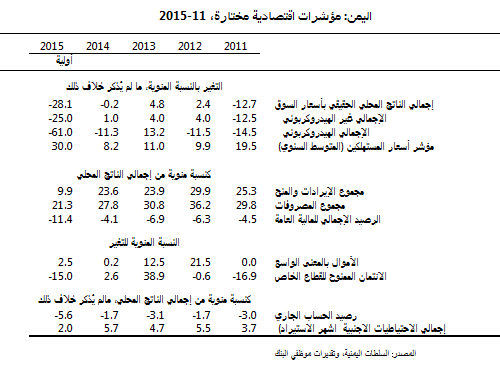 اليمن: مؤشرات اقتصادية مختارة، 11-2015
2011 2012 2013 2014 2015
أولية
التغير بالنسبة المئوية، ما لم يُذكر خلاف ذلك
إجمالي الناتج المحلي الحقيقي بأسعار السوق -12.7 2.4 4.8 -0.2 -28.1
الإجمالي غير الهيدروكربوني -12.5 4.0 4.0 1.0 -25.0
الإجمالي الهيدروكربوني -14.5 -11.5 13.2 -11.3 -61.0
مؤشر أسعار المستهلكين (المتوسط السنوي) 19.5 9.9 11.0 8.2 30.0
كنسبة مئوية من إجمالي الناتج المحلي
مجموع الإيرادات والمنح 25.3 29.9 23.9 23.6 9.9
مجموع المصروفات 29.8 36.2 30.8 27.8 21.3
الرصيد الإجمالي للمالية العامة -4.5 -6.3 -6.9 -4.1 -11.4
النسبة المئوية للتغير
الأموال بالمعنى الواسع 0.0 21.5 12.5 0.2 2.5
الائتمان الممنوح للقطاع الخاص -16.9 -0.6 38.9 2.6 -15.0
كنسبة مئوية من إجمالي الناتج المحلي، مالم يُذكر خلاف ذلك
رصيد الحساب الجاري -3.0 -1.7 -3.1 -1.7 -5.6
إجمالي الاحتياطيات الاجنبية اشهر الاستيراد) 3.7 5.5 4.7 5.7 2.0
المصدر: السلطات اليمنية، وتقديرات موظفي البنك